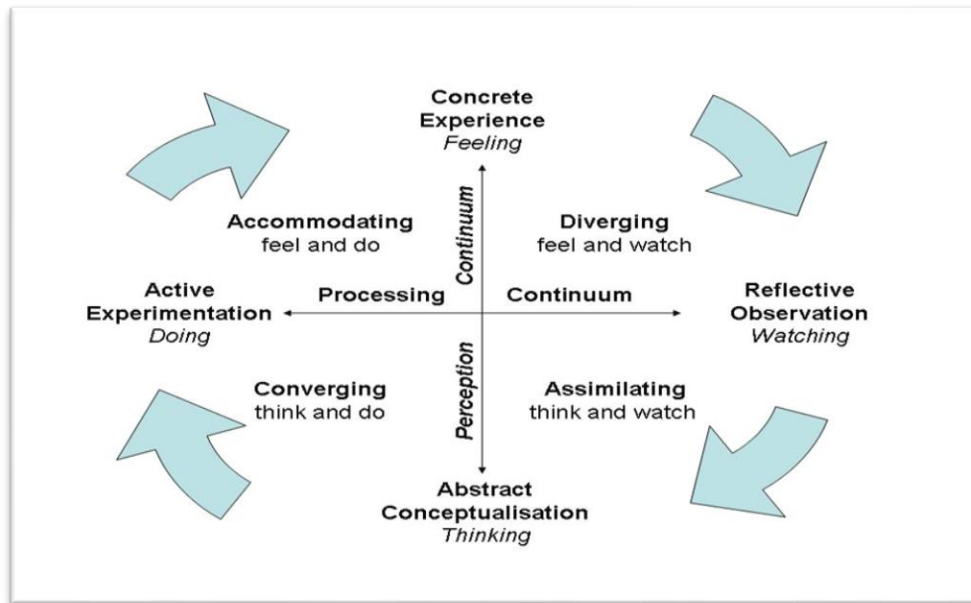 Concrete
Experience
Feeling
Accommodating
feel and do
Continuum
Diverging
feel and watch
Active
Experimentation
Doing
Processing
Continuum
Reflective
Observation
Watching
Converging
think and do
Perception
Assimilating
think and watch
Abstract
Conceptualisation
Thinking